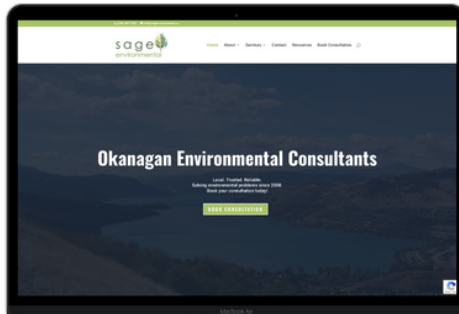 sage
environmental
Home About Services Contact Resources Book Consultation
Okanagan Environmental Consultants
Local. Trusted. Reliable.
Solving environmental problems since 2008.
Book your consultation today!
BOOK CONSULTATION
MacBook Air